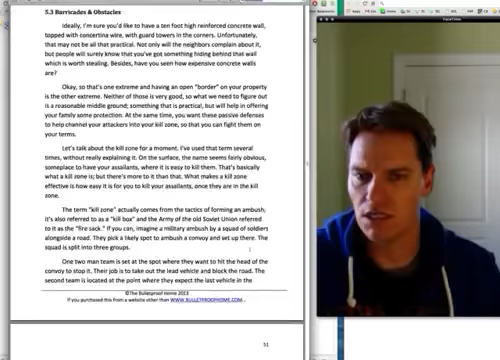 FaceTime
5.3 Barricades & Obstacles
Ideally, I'm sure you'd like to have a ten foot high reinforced concrete wall,
topped with concertina wire, with guard towers in the corners. Unfortunately,
that may not be all that practical. Not only will the neighbors complain about it,
but people will surely know that you've got something hiding behind that wall
which is worth stealing. Besides, have you seen how expensive concrete walls
are?
Okay, so that's one extreme and having an open "border" on your property
is the other extreme. Neither of those is very good, so what we need to figure out
is a reasonable middle ground; something that is practical, but will help in offering
your family some protection. At the same time, you want these passive defenses
to help channel your attackers into your kill zone, so that you can fight them on
your terms.
Let's talk about the kill zone for a moment. I've used that term several
times, without really explaining it. On the surface, the name seems fairly obvious,
someplace to have your assailants, where it is easy to kill them. That's basically
what a kill zone is; but there's more to it than that. What makes a kill zone
effective is how easy it is for you to kill your assailants, once they are in the kill
zone.
The term "kill zone" actually comes from the tactics of forming an ambush,
it's also referred to as a "kill box" and the Army of the old Soviet Union referred
to it as the "fire sack." If you can, imagine a military ambush by a squad of soldiers
alongside a road. They pick a likely spot to ambush a convoy and set up there. The
squad is split into three groups.
One two man team is set at the spot where they want to hit the head of the
convoy to stop it. Their job is to take out the lead vehicle and block the road. The
second team is located at the point where they expect the last vehicle in the
©The Bulletproof Home 2013
If you purchased this from a website other than WWW.BULLETPROOFHOME.COM...
51